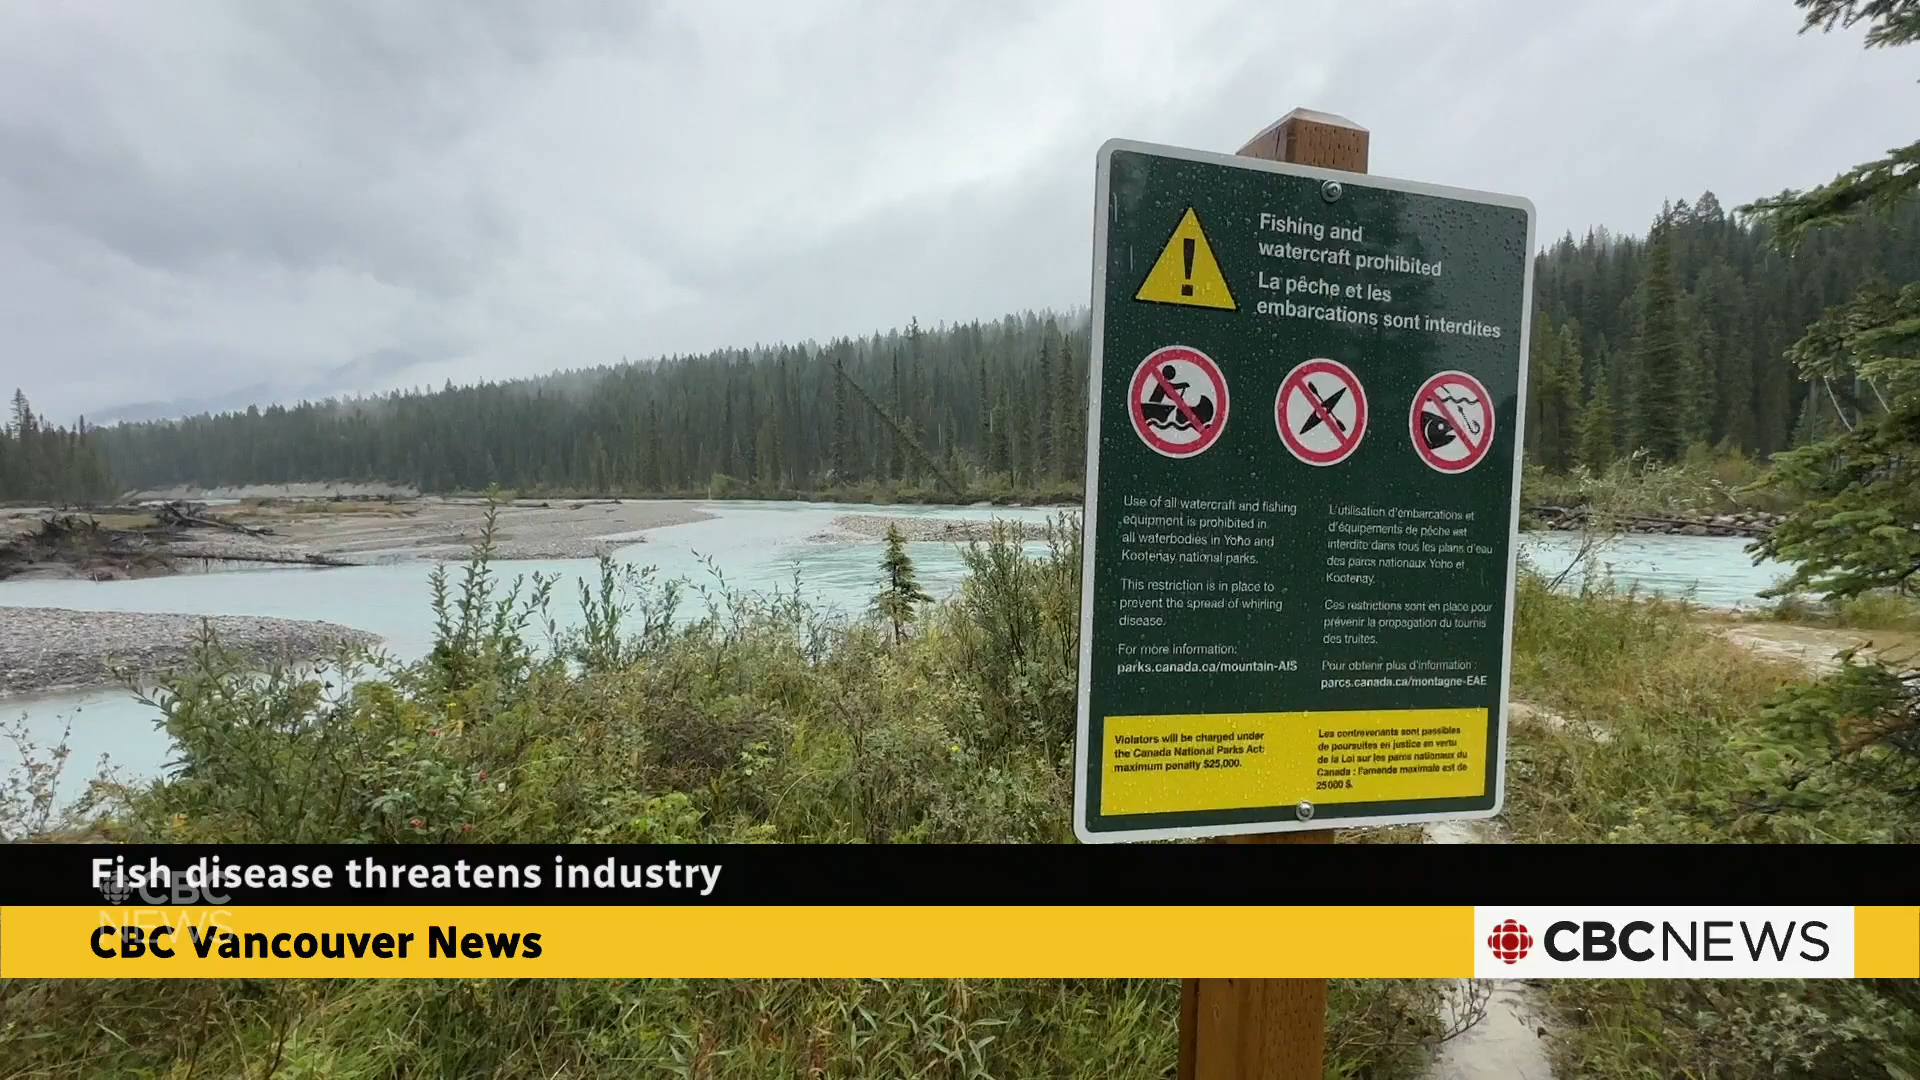 Fishing and
watercraft prohibited
La pêche et les
embarcations sont interdites
Use of all watercraft and fishing
equipment is prohibited in
all waterbodies in Yoho and
Kootenay national parks.
This restriction is in place to
prevent the spread of whirling
disease.
For more information:
parks.canada.ca/mountain-AIS
L'utilisation d'embarcations et
d'équipements de pêche est
interdite dans tous les plans d'eau
des parcs nationaux Yoho et
Kootenay.
Ces restrictions sont en place pour
prévenir la propagation du tournis
des truites.
Pour obtenir plus d'information :
parcs.canada.ca/montagne-EAE
Violators will be charged under
the Canada National Parks Act:
maximum penalty $25,000.
Les contrevenants sont passibles
de poursuites en justice en vertu
de la Loi sur les parcs nationaux du
Canada : l'amende maximale est de
25 000 $.
Fish disease threatens industry
CBC
NEWS
CBC Vancouver News
CBCNEWS